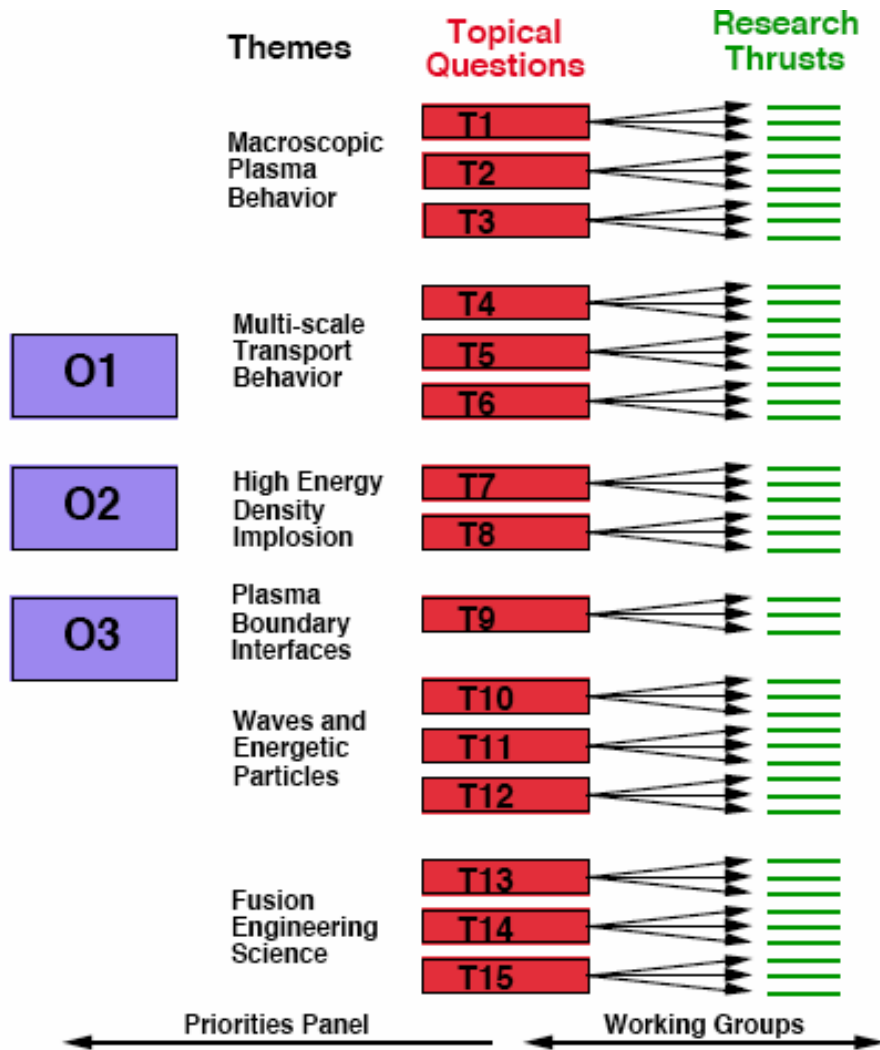 Themes
Topical
Questions
Research
Thrusts
Macroscopic
Plasma
Behavior
T1
T2
T3
Multi-scale
Transport
Behavior
T4
T5
T6
O1
High Energy
Density
Implosion
T7
T8
O2
Plasma
Boundary
Interfaces
T9
O3
Waves and
Energetic
Particles
T10
T11
T12
Fusion
Engineering
Science
T13
T14
T15
Priorities Panel
Working Groups